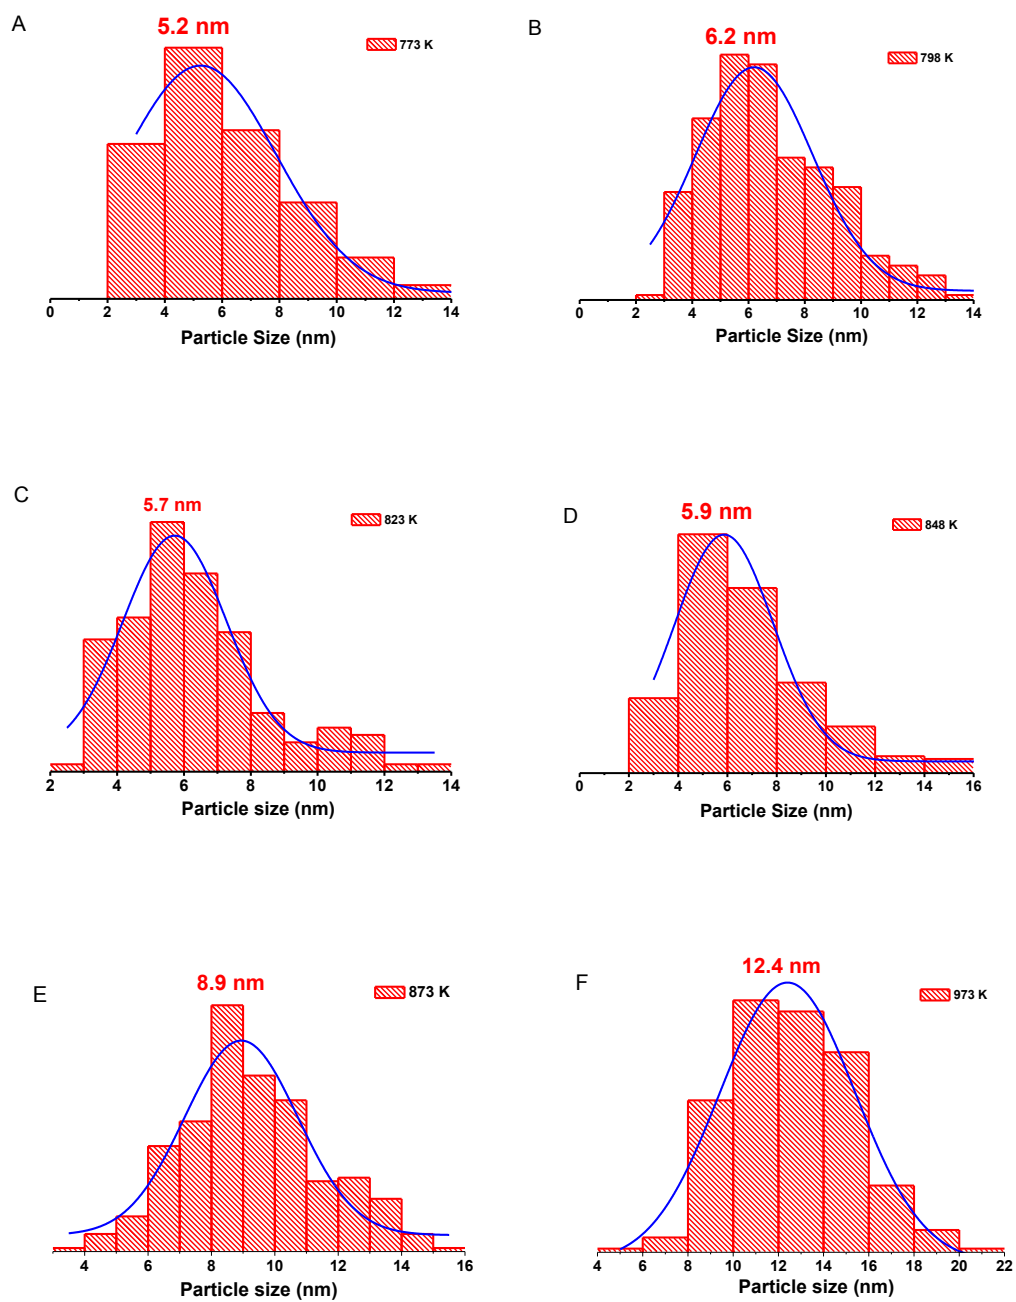 A
5.2 nm
773 K
0 2 4 6 8 10 12 14
Particle Size (nm)
B
6.2 nm
798 K
0 2 4 6 8 10 12 14
Particle Size (nm)
C
5.7 nm
823 K
2 4 6 8 10 12 14
Particle size (nm)
D
5.9 nm
848 K
0 2 4 6 8 10 12 14 16
Particle Size (nm)
E
8.9 nm
873 K
4 6 8 10 12 14 16
Particle size (nm)
F
12.4 nm
973 K
4 6 8 10 12 14 16 18 20 22
Particle size (nm)